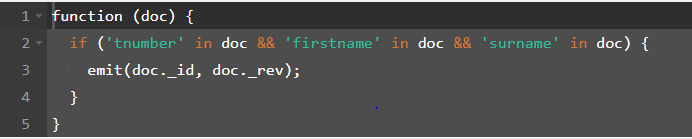 1 function (doc) {
2 if ('tnumber' in doc && 'firstname' in doc && 'surname' in doc) {
3 emit(doc._id, doc._rev);
4 }
5 }